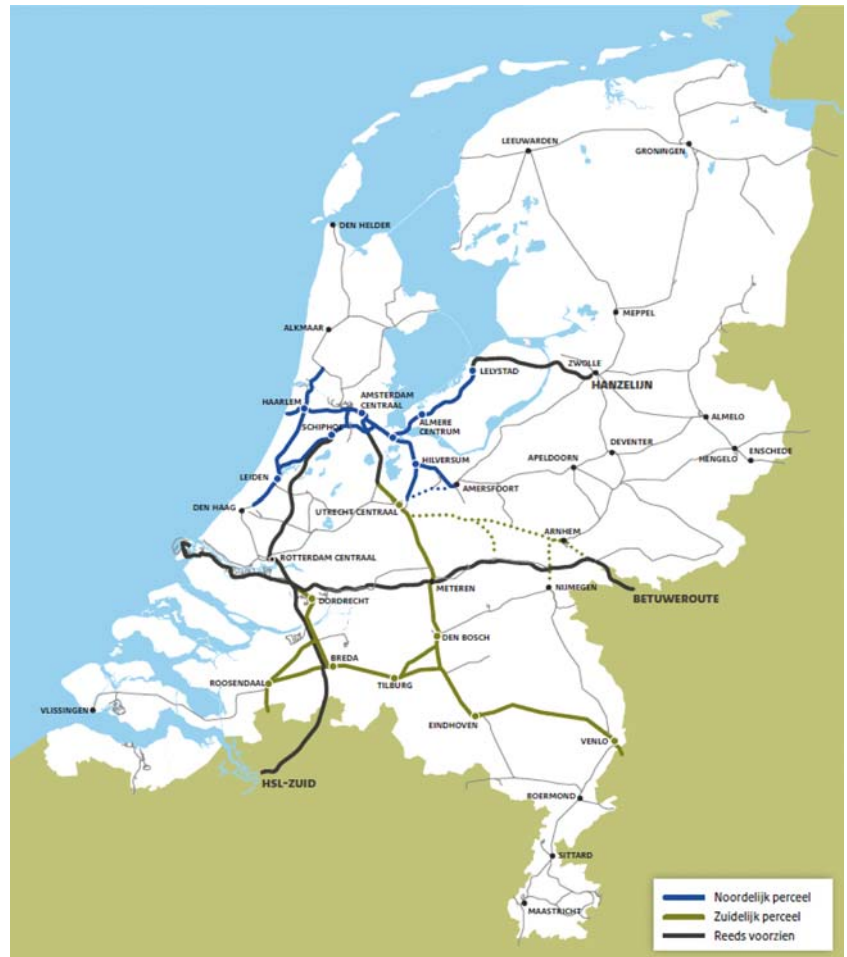 LEEUWARDEN
GRONINGEN
DEN HELDER
MEPPEL
ALKMAAR
ZWOLLE
LELYSTAD
HANZELIJN
AMSTERDAM
CENTRAAL
HAARLEM
ALMERE
CENTRUM
SCHIPHOL
ALMELO
DEVENTER
HENGELO
ENSCHEDE
HILVERSUM
APELDOORN
LEIDEN
AMERSFOORT
DEN HAAG
UTRECHT CENTRAAL
ARNHEM
ROTTERDAM CENTRAAL
METEREN
NIJMEGEN
BETUWEROUTE
DORDRECHT
DEN BOSCH
BREDA
ROOSENDAAL
TILBURG
VLISSINGEN
EINDHOVEN
VENLO
HSL-ZUID
ROERMOND
SITTARD
MAASTRICHT
Noordelijk perceel
Zuidelijk perceel
Reeds voorzien